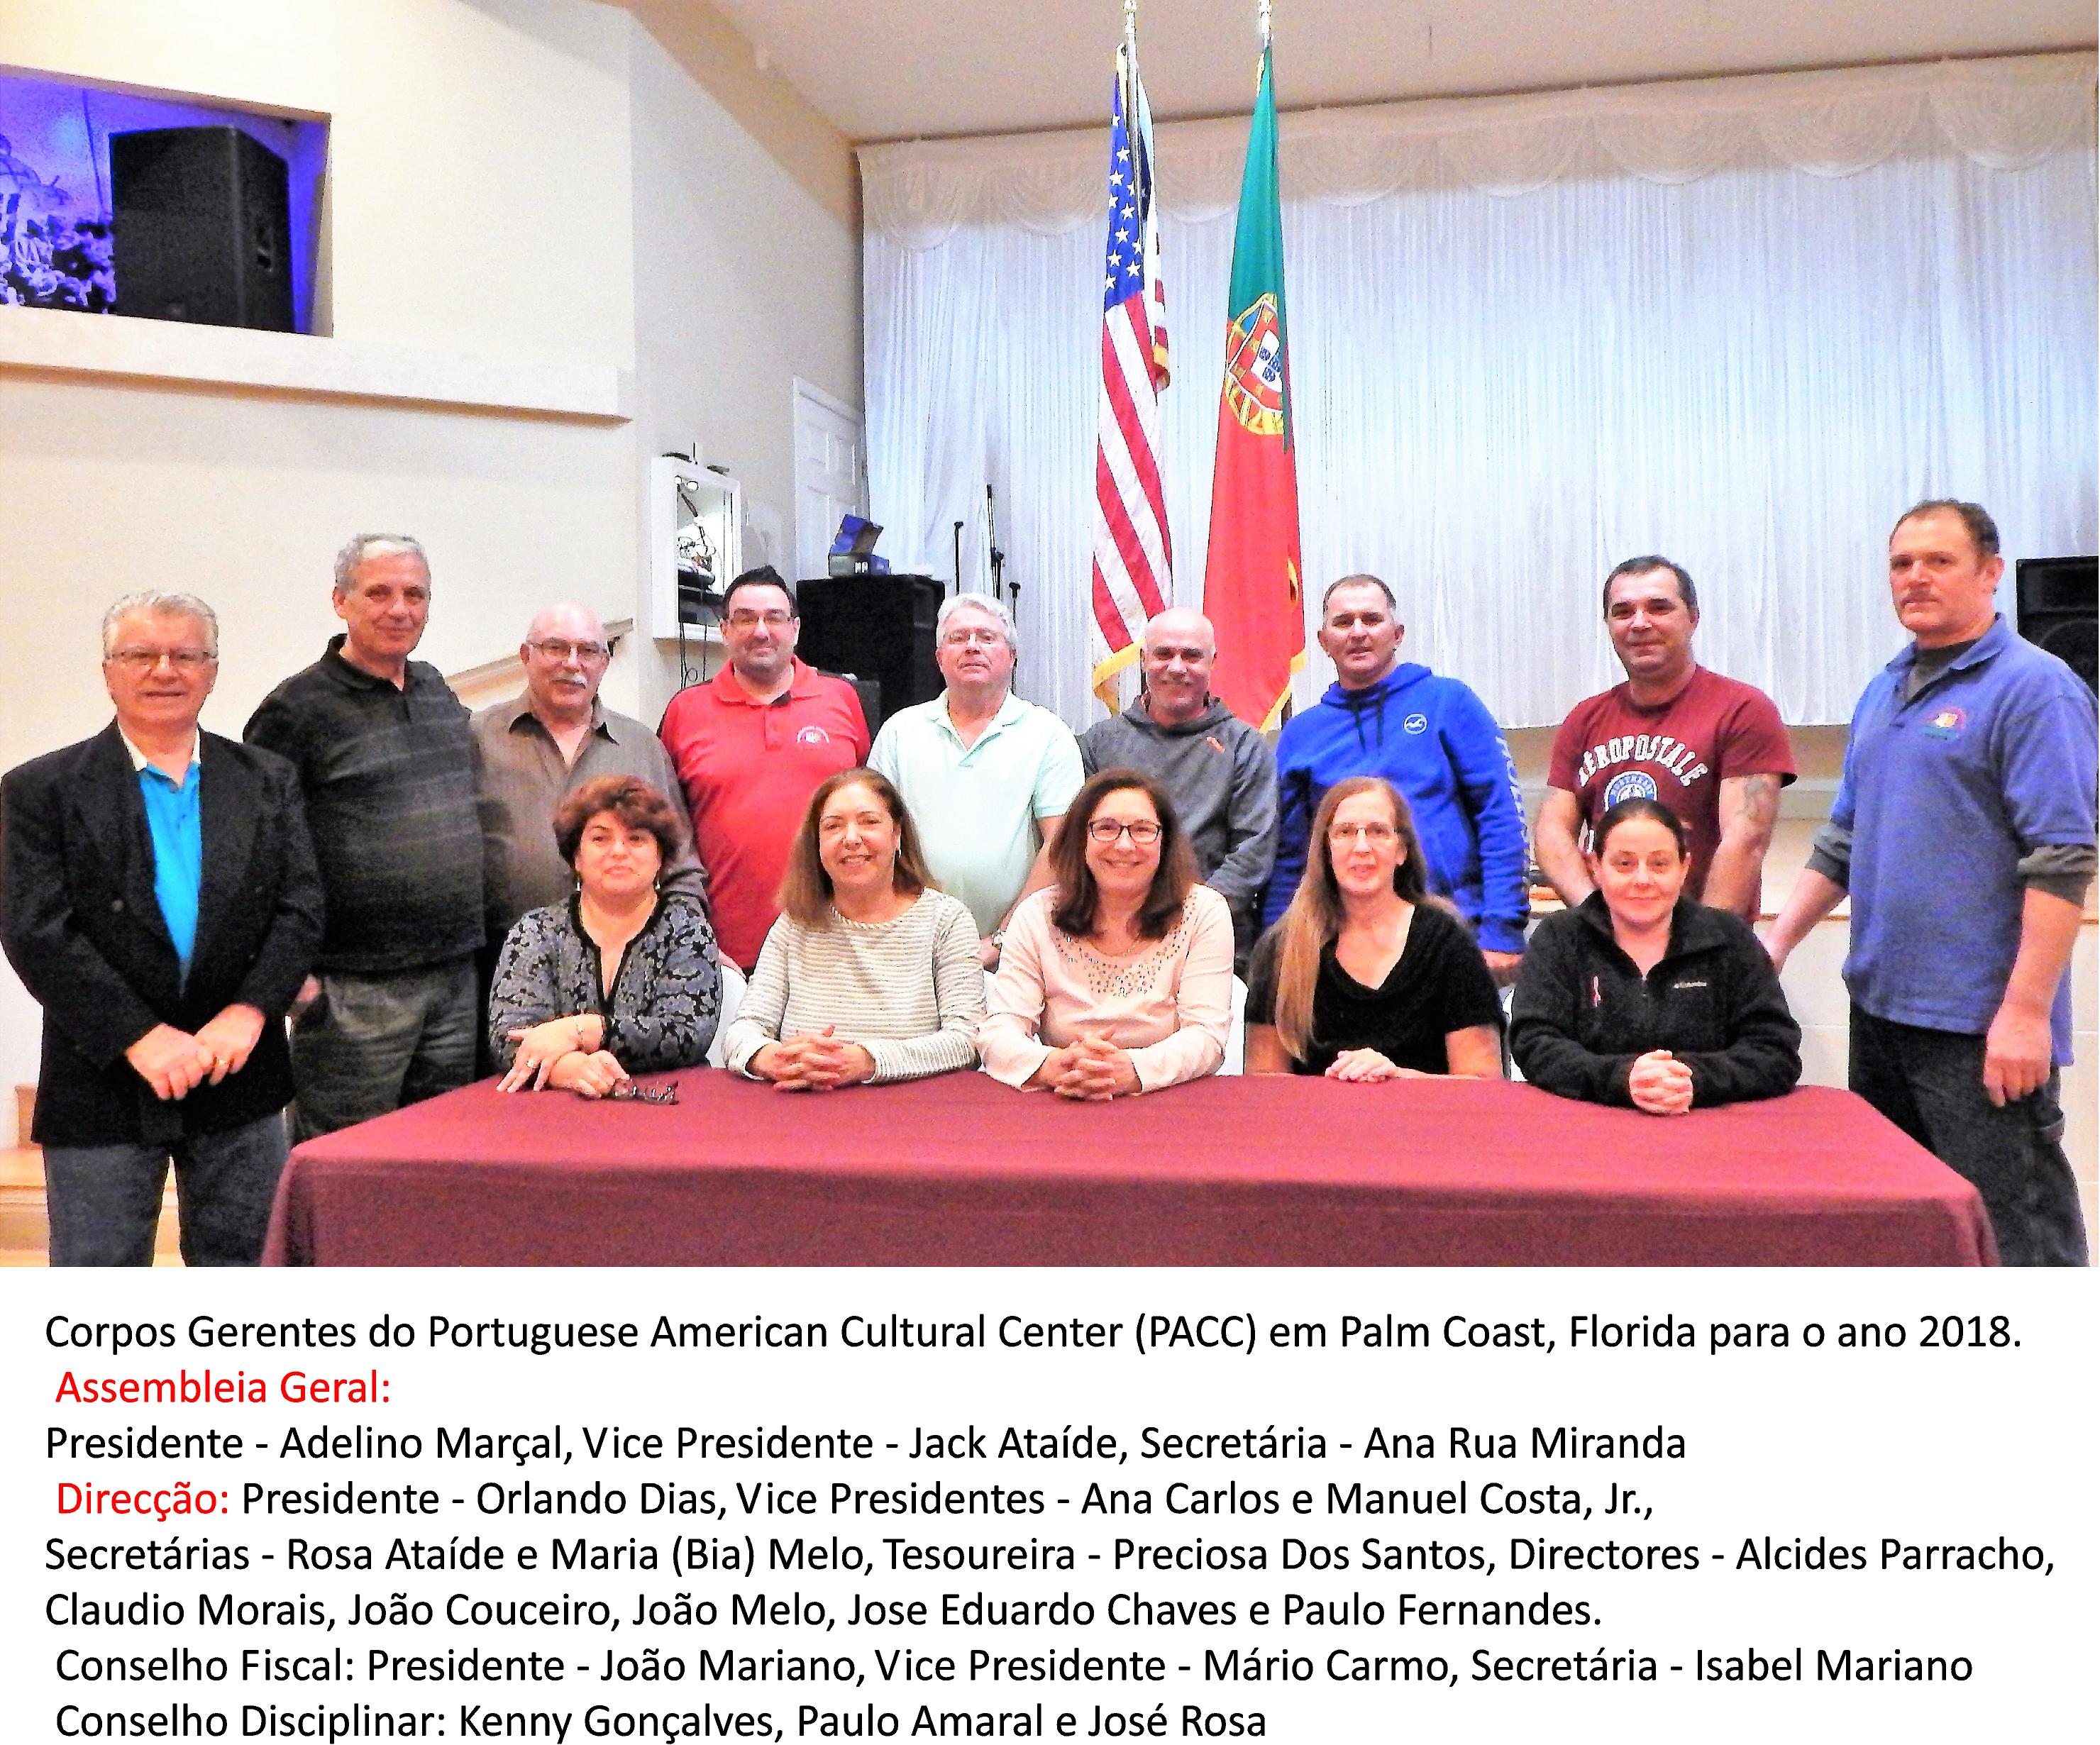 AÉROPOSTALE
Columbia
Corpos Gerentes do Portuguese American Cultural Center (PACC) em Palm Coast, Florida para o ano 2018.
Assembleia Geral:
Presidente - Adelino Marçal, Vice Presidente - Jack Ataíde, Secretária - Ana Rua Miranda
Direcção: Presidente - Orlando Dias, Vice Presidentes - Ana Carlos e Manuel Costa, Jr.,
Secretárias - Rosa Ataíde e Maria (Bia) Melo, Tesoureira - Preciosa Dos Santos, Directores - Alcides Parracho,
Claudio Morais, João Couceiro, João Melo, Jose Eduardo Chaves e Paulo Fernandes.
Conselho Fiscal: Presidente - João Mariano, Vice Presidente - Mário Carmo, Secretária - Isabel Mariano
Conselho Disciplinar: Kenny Gonçalves, Paulo Amaral e José Rosa